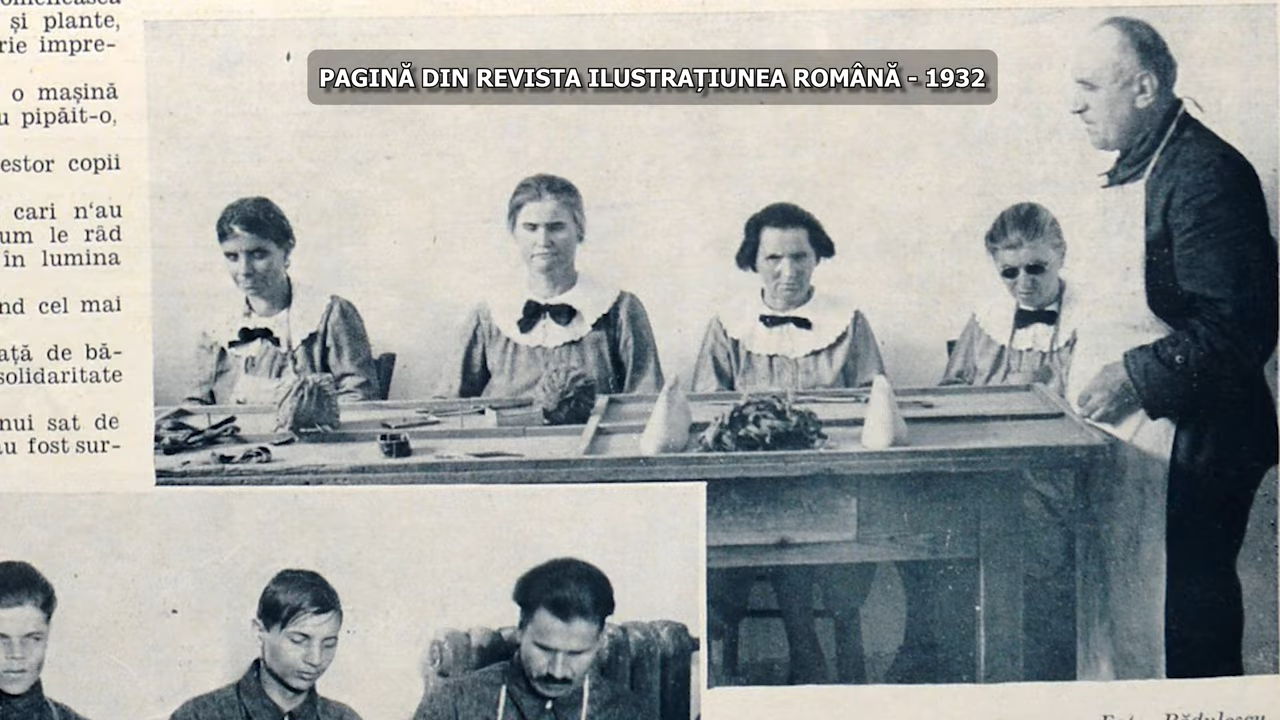 PAGINĂ DIN REVISTA ILUSTRAȚIUNEA ROMÂNĂ - 1932
și plante,
rie impre-
o mașină
u pipăit-o,
estor copii
cari n‘au
um le râd
în lumina
nd cel mai
ață de bă-
solidaritate
nui sat de
au fost sur-